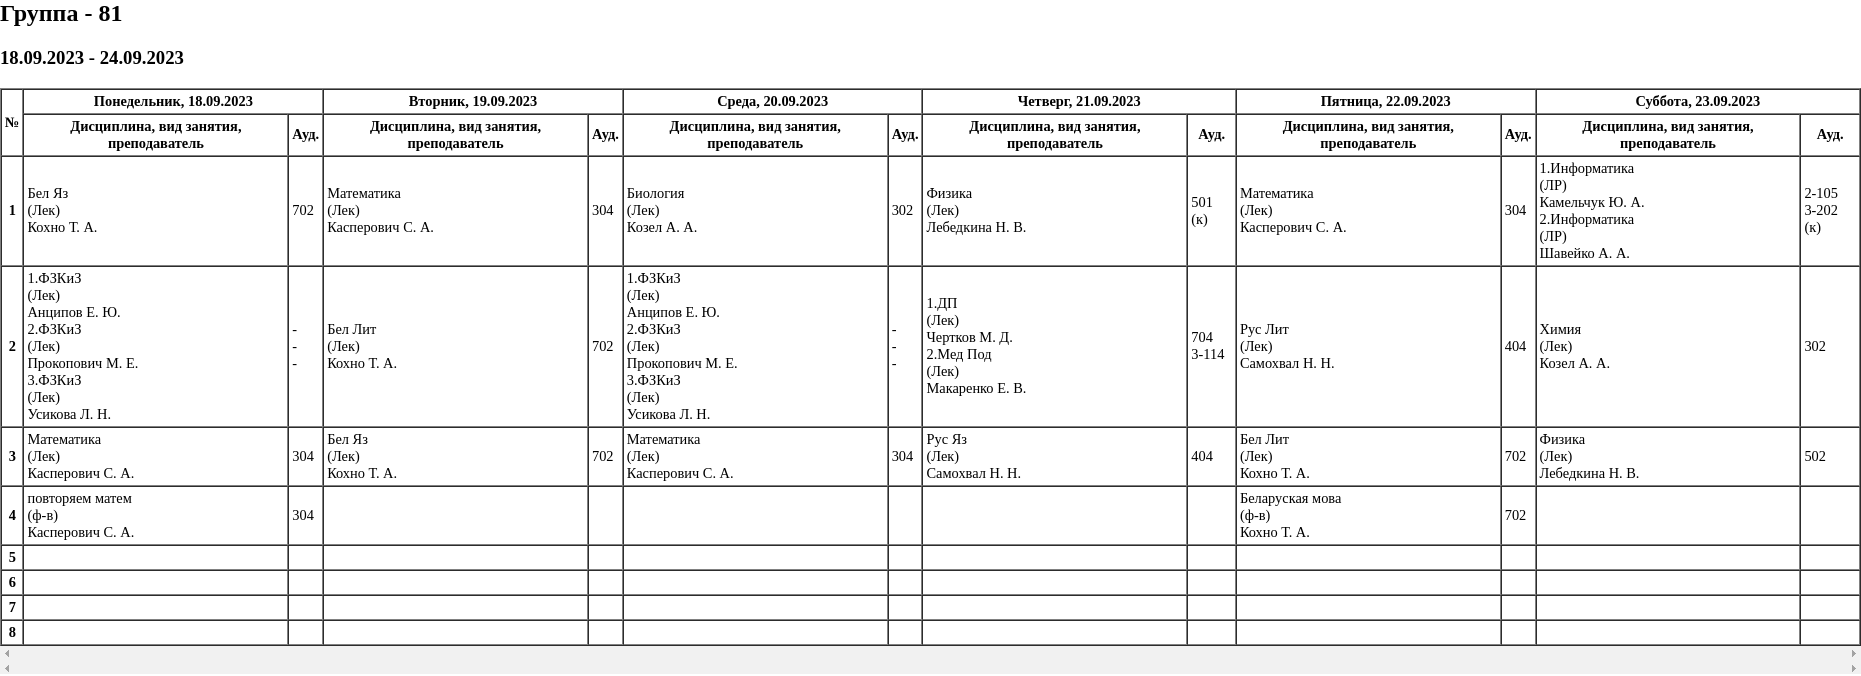 Группа - 81
18.09.2023 - 24.09.2023
№
Понедельник, 18.09.2023
Вторник, 19.09.2023
Среда, 20.09.2023
Четверг, 21.09.2023
Пятница, 22.09.2023
Суббота, 23.09.2023
Дисциплина, вид занятия,
преподаватель
Ауд.
Дисциплина, вид занятия,
преподаватель
Ауд.
Дисциплина, вид занятия,
преподаватель
Ауд.
Дисциплина, вид занятия,
преподаватель
Ауд.
Дисциплина, вид занятия,
преподаватель
Ауд.
Дисциплина, вид занятия,
преподаватель
Ауд.
1
Бел Яз
(Лек)
Кохно Т. А.
702
Математика
(Лек)
Касперович С. А.
304
Биология
(Лек)
Козел А. А.
302
Физика
(Лек)
Лебедкина Н. В.
501
(к)
Математика
(Лек)
Касперович С. А.
304
1.Информатика
(ЛР)
Камельчук Ю. А.
2.Информатика
(ЛР)
Шавейко А. А.
2-105
3-202
(к)
2
1.ФЗКиЗ
(Лек)
Анципов Е. Ю.
2.ФЗКиЗ
(Лек)
Прокопович М. Е.
3.ФЗКиЗ
(Лек)
Усикова Л. Н.
-
-
-
Бел Лит
(Лек)
Кохно Т. А.
702
1.ФЗКиЗ
(Лек)
Анципов Е. Ю.
2.ФЗКиЗ
(Лек)
Прокопович М. Е.
3.ФЗКиЗ
(Лек)
Усикова Л. Н.
-
-
-
1.ДП
(Лек)
Чертков М. Д.
2.Мед Под
(Лек)
Макаренко Е. В.
704
3-114
Рус Лит
(Лек)
Самохвал Н. Н.
404
Химия
(Лек)
Козел А. А.
302
3
Математика
(Лек)
Касперович С. А.
304
Бел Яз
(Лек)
Кохно Т. А.
702
Математика
(Лек)
Касперович С. А.
304
Рус Яз
(Лек)
Самохвал Н. Н.
404
Бел Лит
(Лек)
Кохно Т. А.
702
Физика
(Лек)
Лебедкина Н. В.
502
4
повторяем матем
(ф-в)
Касперович С. А.
304
Беларуская мова
(ф-в)
Кохно Т. А.
702
5
6
7
8